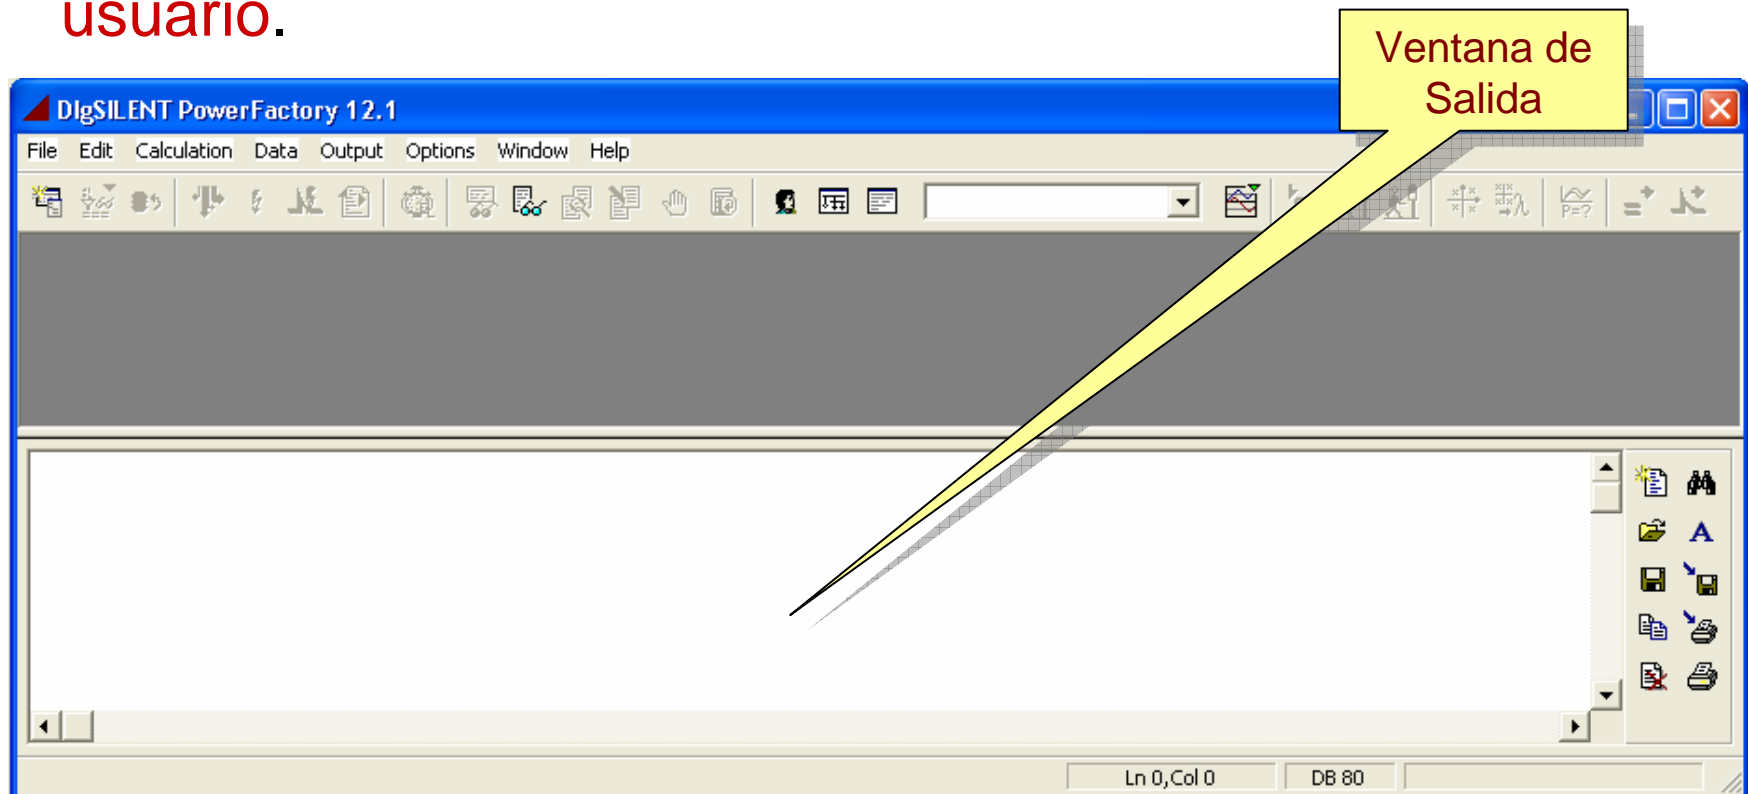 usuario.
Ventana de
Salida
DIgSILENT PowerFactory 12.1
File Edit Calculation Data Output Options Window Help
P=?
A
Ln 0,Col 0 DB 80